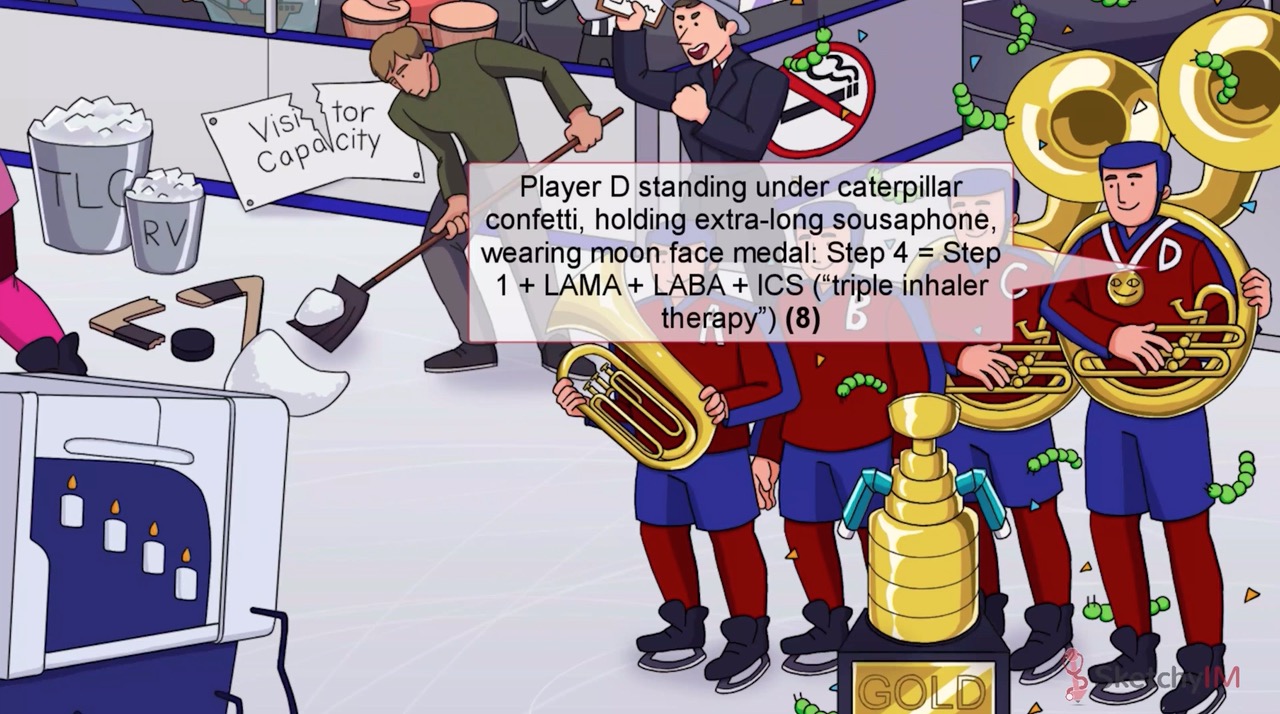 Visi tor
Capa city
TLC
RV
Player D standing under caterpillar
confetti, holding extra-long sousaphone,
wearing moon face medal: Step 4 = Step
1 + LAMA + LABA + ICS (“triple inhaler
therapy”) (8)
A
B
C
D
GOLD
SketchyIM